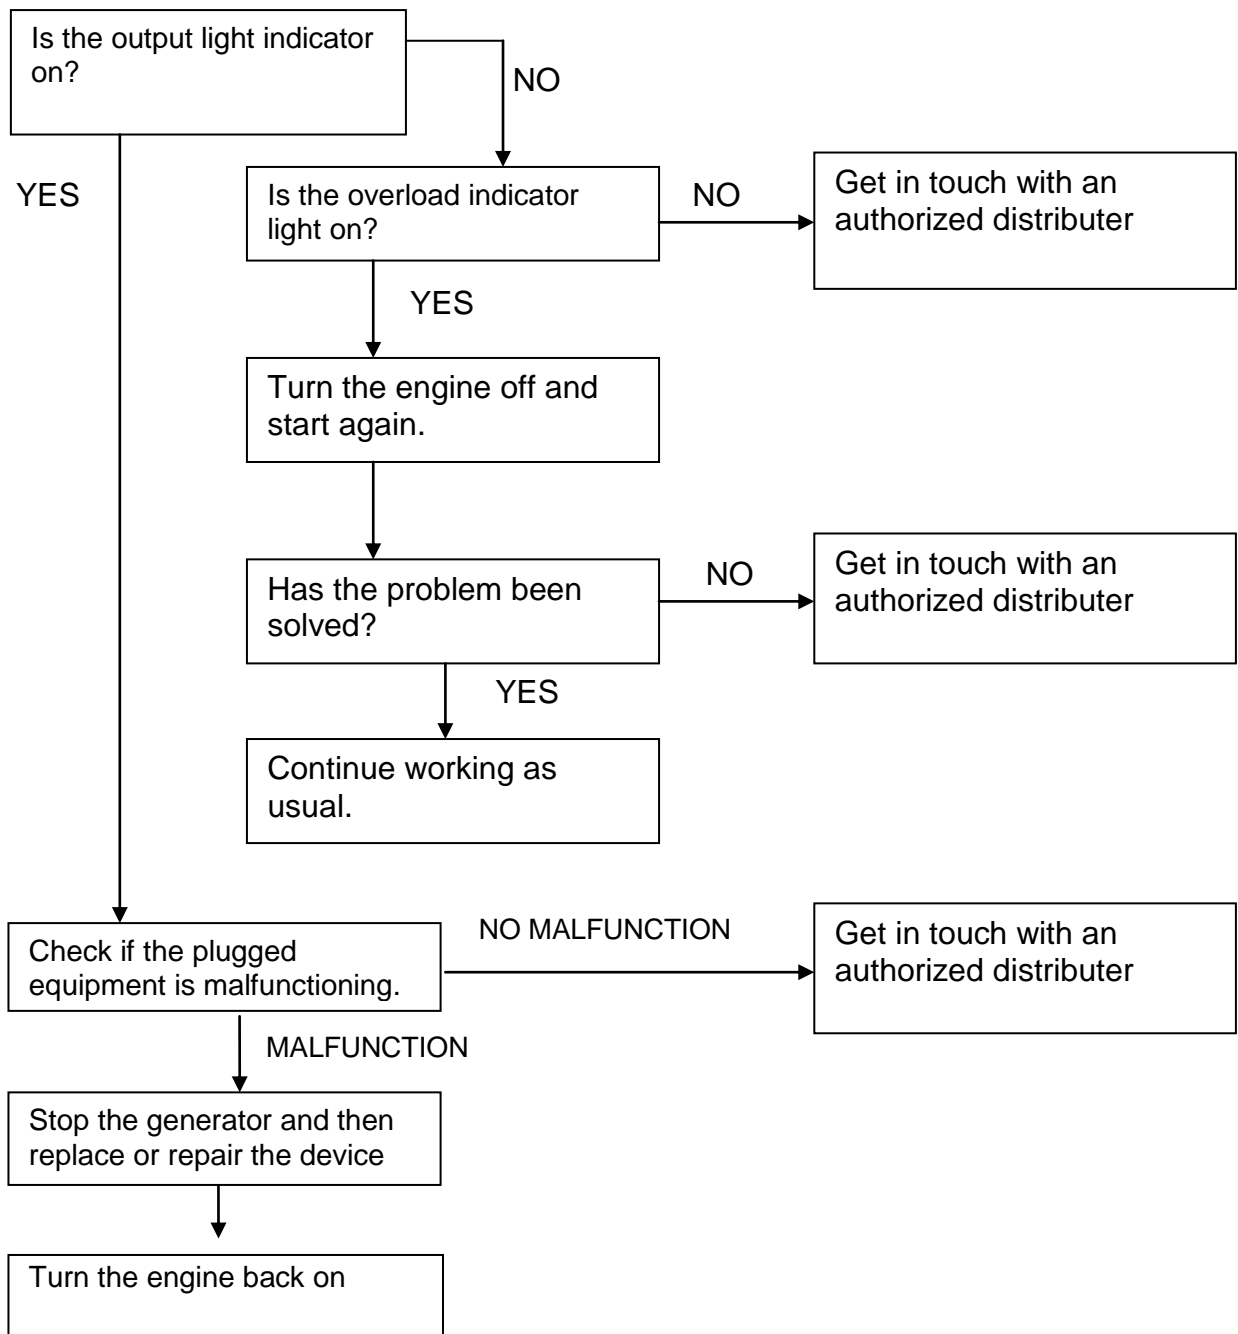 Is the output light indicator
on?
NO
YES
Is the overload indicator
light on?
NO
Get in touch with an
authorized distributer
YES
Turn the engine off and
start again.
Has the problem been
solved?
NO
Get in touch with an
authorized distributer
YES
Continue working as
usual.
Check if the plugged
equipment is malfunctioning.
NO MALFUNCTION
Get in touch with an
authorized distributer
MALFUNCTION
Stop the generator and then
replace or repair the device
Turn the engine back on